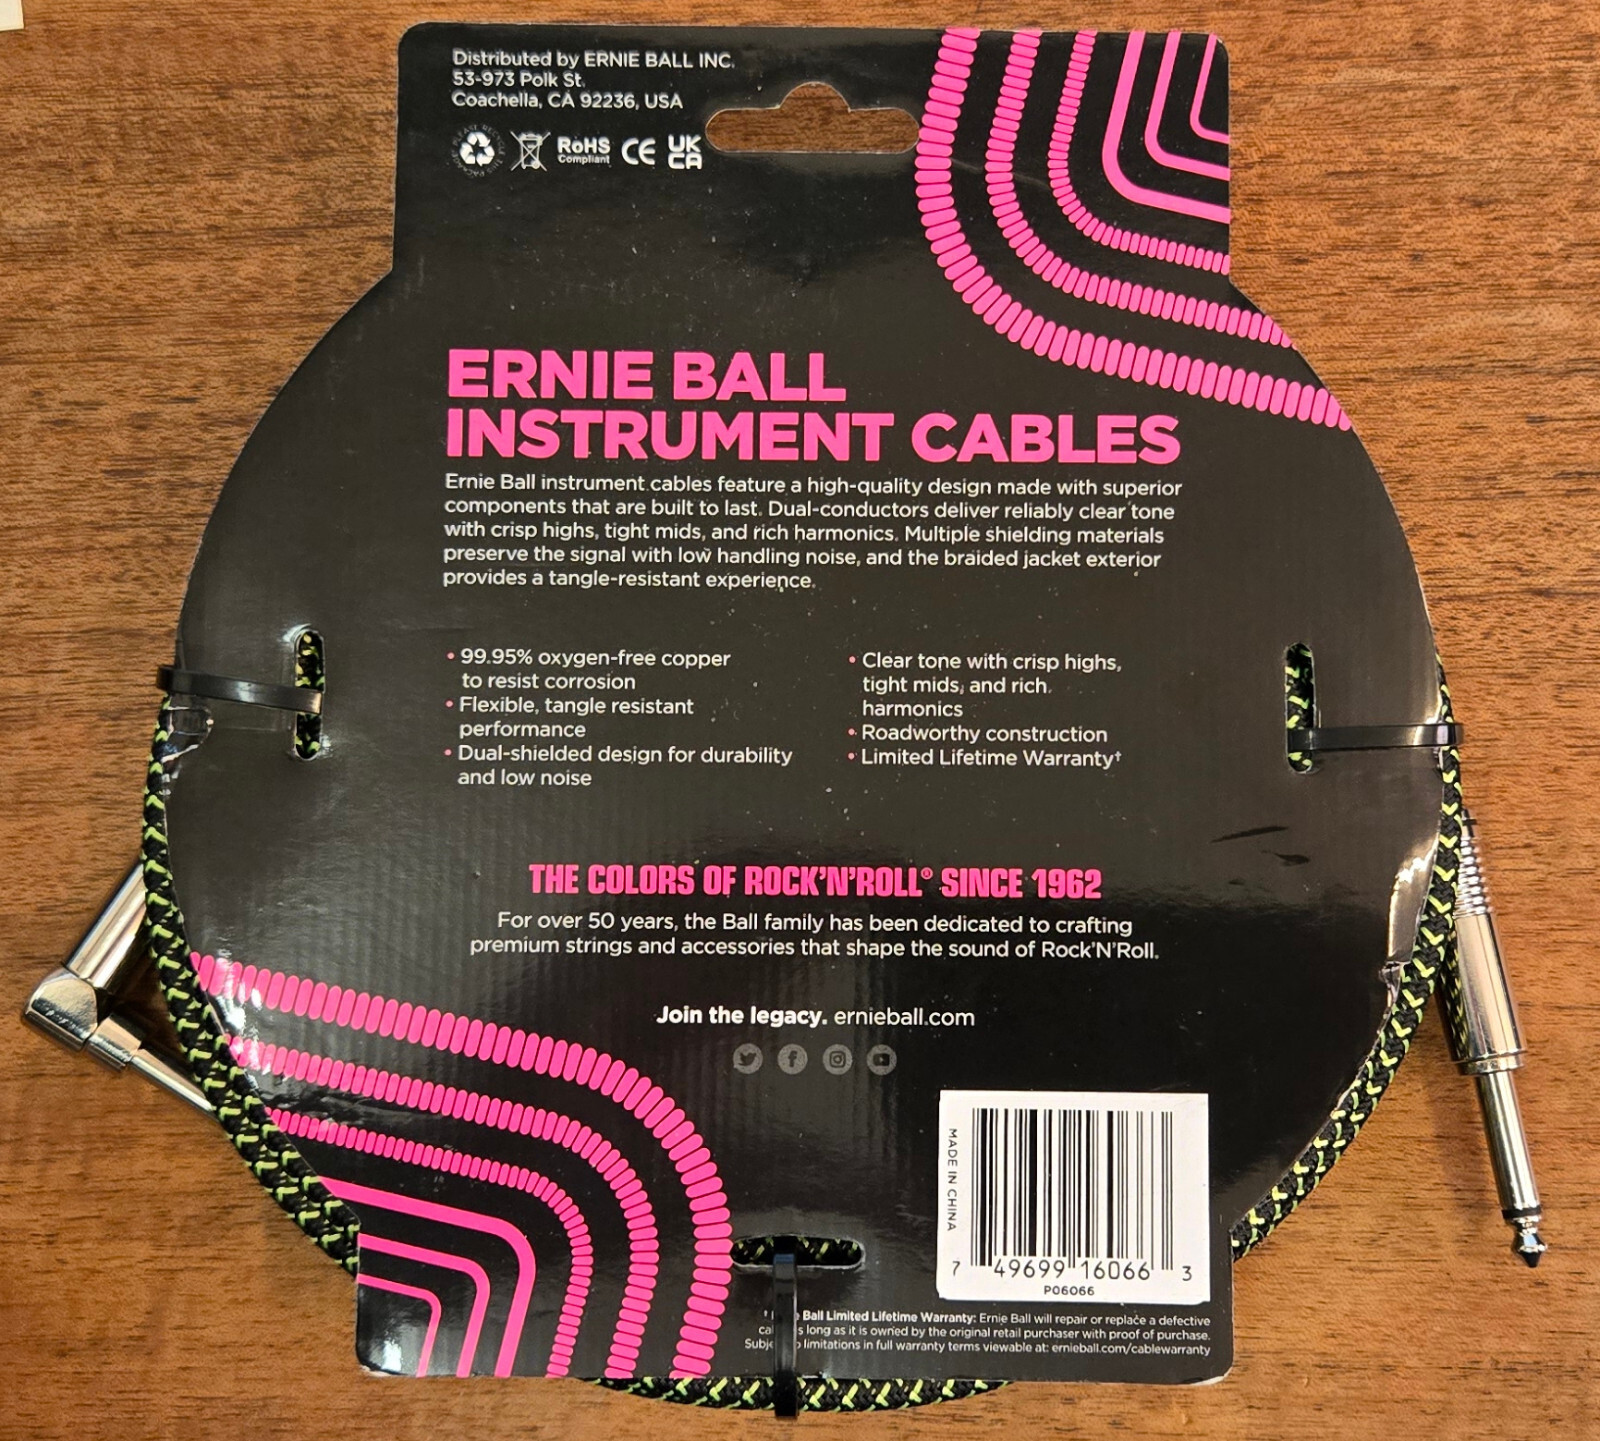 Distributed by ERNIE BALL INC.
53-973 Polk St.
Coachella, CA 92236, USA
RoHS
Compliant
CE
UK
CA
ERNIE BALL
INSTRUMENT CABLES
Ernie Ball instrument cables feature a high-quality design made with superior
components that are built to last. Dual-conductors deliver reliably clear tone
with crisp highs, tight mids, and rich harmonics. Multiple shielding materials
preserve the signal with low handling noise, and the braided jacket exterior
provides a tangle-resistant experience.
• 99.95% oxygen-free copper
to resist corrosion
• Flexible, tangle resistant
performance
• Dual-shielded design for durability
and low noise
• Clear tone with crisp highs,
tight mids, and rich
harmonics
• Roadworthy construction
• Limited Lifetime Warranty†
THE COLORS OF ROCK'N'ROLL® SINCE 1962
For over 50 years, the Ball family has been dedicated to crafting
premium strings and accessories that shape the sound of Rock'N'Roll.
Join the legacy. ernieball.com
MADE IN CHINA
7 49699 16066 3
P06066
Ball Limited Lifetime Warranty: Ernie Ball will repair or replace a defective
long as it is owned by the original retail purchaser with proof of purchase.
limitations in full warranty terms viewable at: ernieball.com/cablewarranty